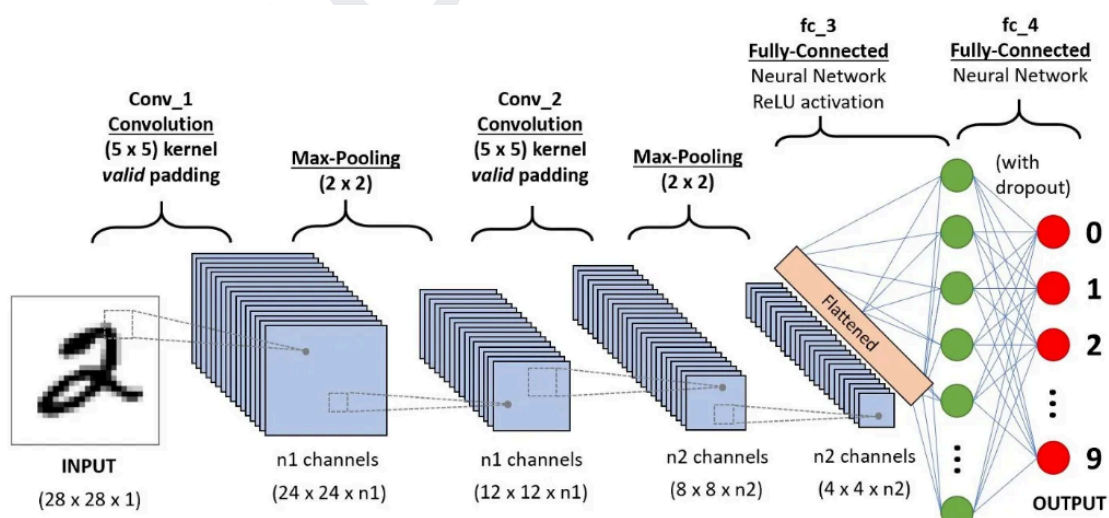 fc_3
Fully-Connected
Neural Network
ReLU activation
fc_4
Fully-Connected
Neural Network
Conv_1
Convolution
(5 x 5) kernel
valid padding
Max-Pooling
(2 x 2)
Conv_2
Convolution
(5 x 5) kernel
valid padding
Max-Pooling
(2 x 2)
(with
dropout)
Flattened
0
1
2
9
INPUT
(28 x 28 x 1)
n1 channels
(24 x 24 x n1)
n1 channels
(12 x 12 x n1)
n2 channels
(8 x 8 x n2)
n2 channels
(4 x 4 x n2)
OUTPUT